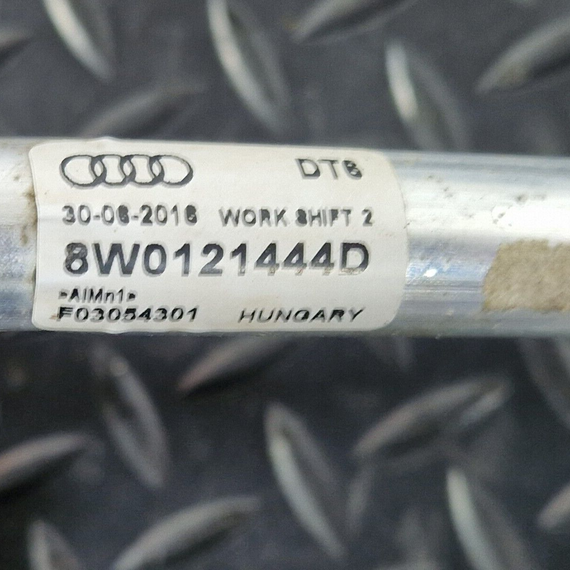 DT6
30-06-2016 WORK SHIFT 2
8W0121444D
>AlMn1<
F03054301 HUNGARY